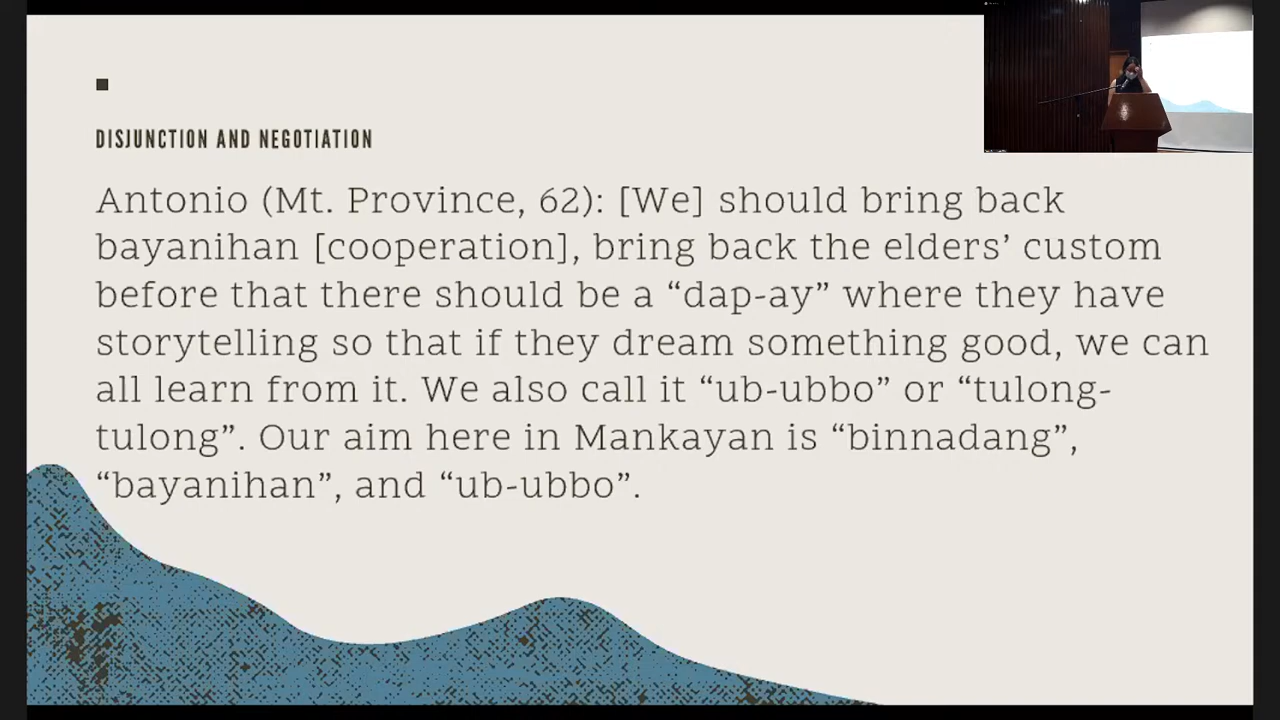 DISJUNCTION AND NEGOTIATION
Antonio (Mt. Province, 62): [We] should bring back
bayanihan [cooperation], bring back the elders’ custom
before that there should be a “dap-ay” where they have
storytelling so that if they dream something good, we can
all learn from it. We also call it “ub-ubbo” or “tulong-
tulong”. Our aim here in Mankayan is “binnadang”,
“bayanihan”, and “ub-ubbo”.